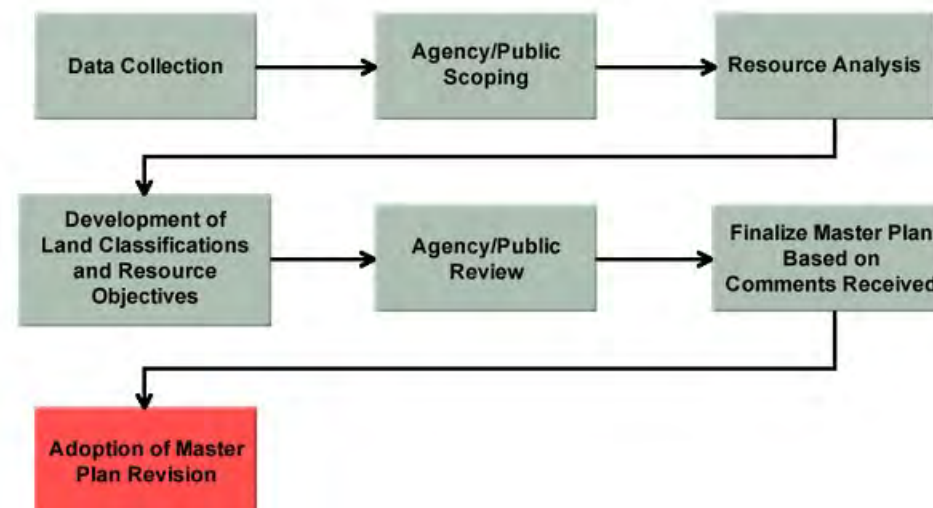 Data Collection
Agency/Public
Scoping
Resource Analysis
Development of
Land Classifications
and Resource
Objectives
Agency/Public
Review
Finalize Master Plan
Based on
Comments Received
Adoption of Master
Plan Revision